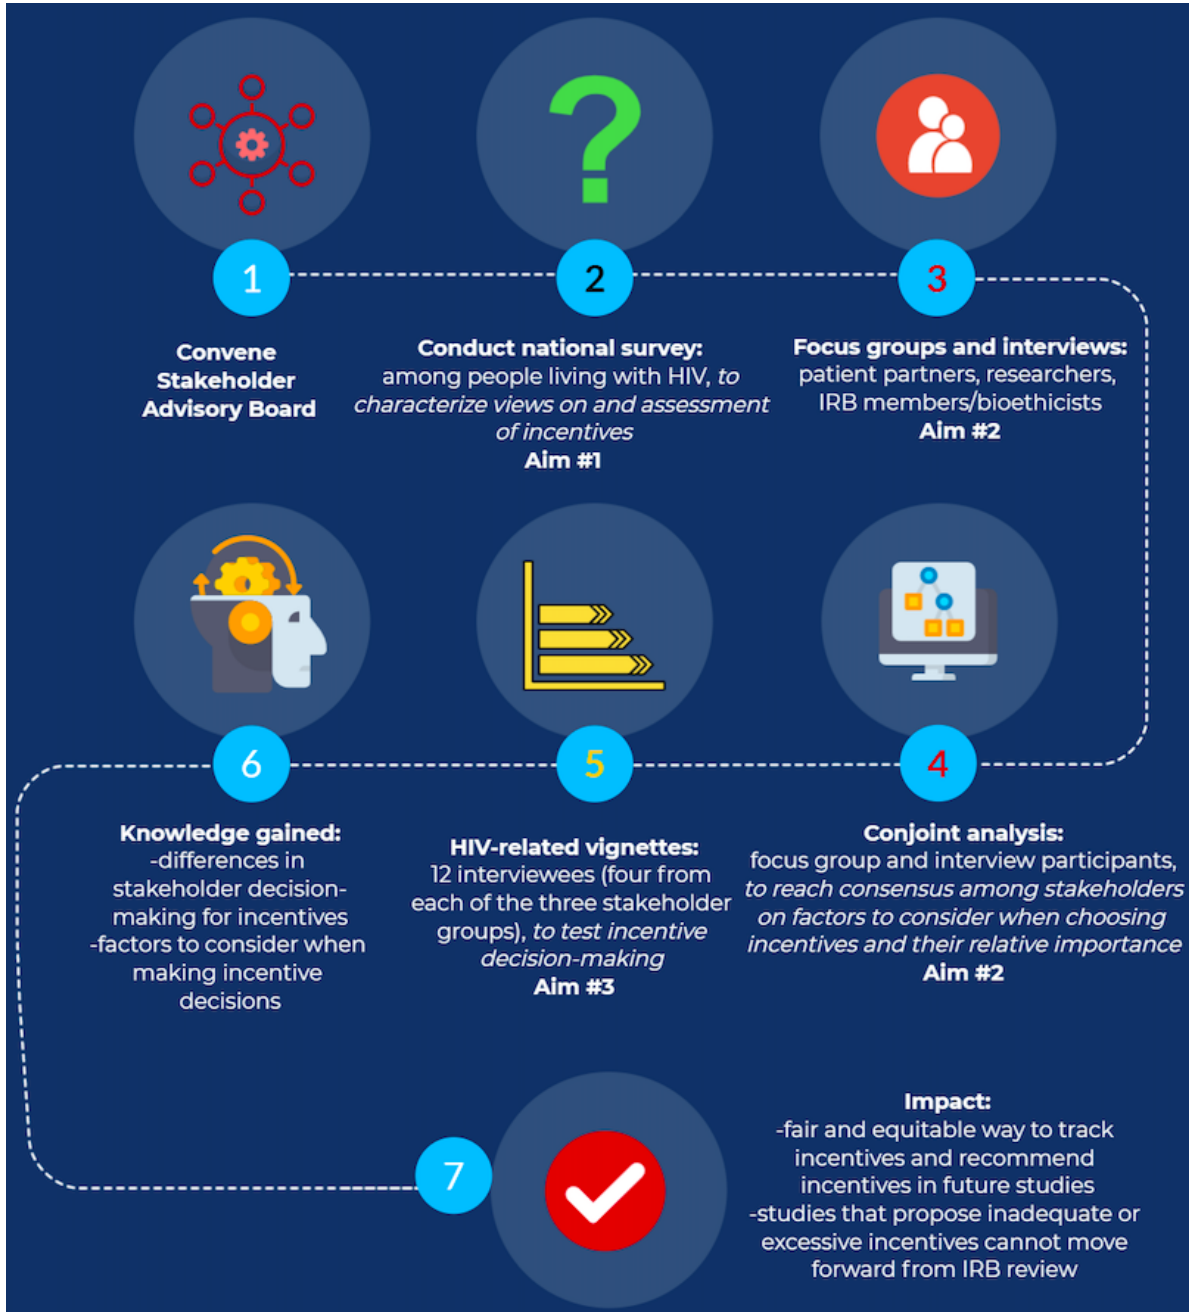 1
Convene
Stakeholder
Advisory Board
2
Conduct national survey:
among people living with HIV, to
characterize views on and assessment
of incentives
Aim #1
3
Focus groups and interviews:
patient partners, researchers,
IRB members/bioethicists
Aim #2
4
Conjoint analysis:
focus group and interview participants,
to reach consensus among stakeholders
on factors to consider when choosing
incentives and their relative importance
Aim #2
5
HIV-related vignettes:
12 interviewees (four from
each of the three stakeholder
groups), to test incentive
decision-making
Aim #3
6
Knowledge gained:
-differences in
stakeholder decision-
making for incentives
-factors to consider when
making incentive
decisions
7
Impact:
-fair and equitable way to track
incentives and recommend
incentives in future studies
-studies that propose inadequate or
excessive incentives cannot move
forward from IRB review